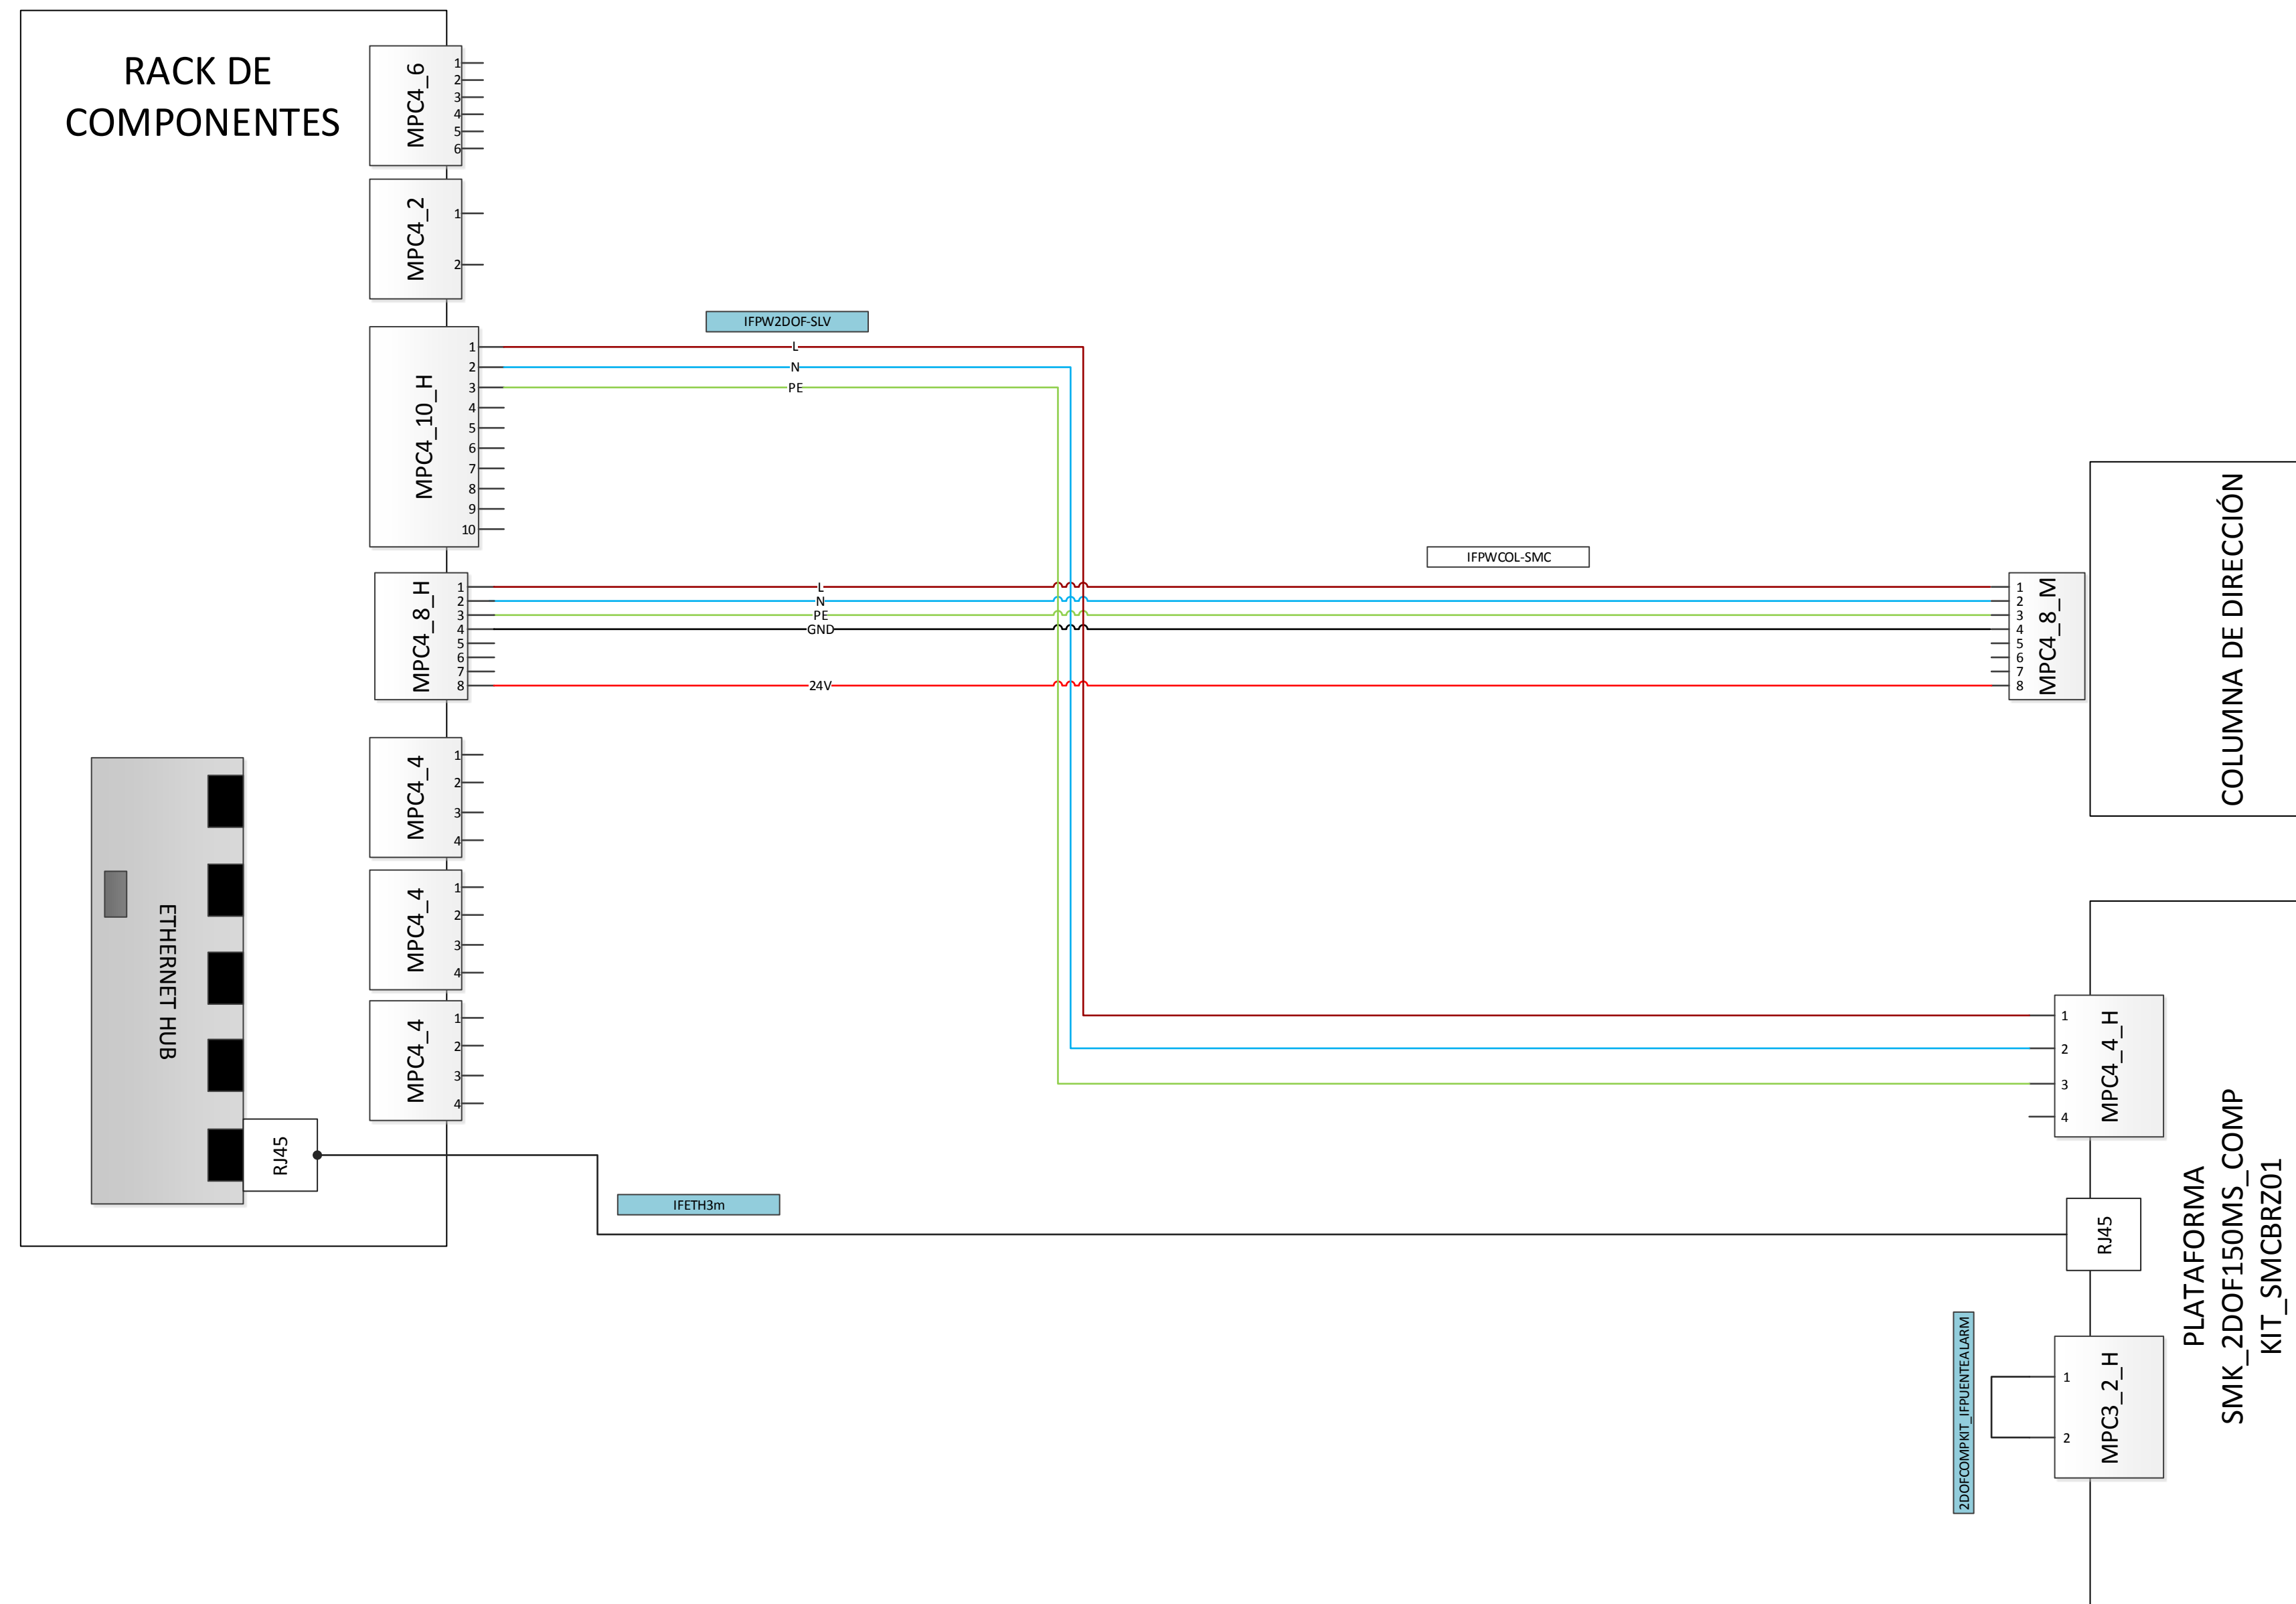 RACK DE
COMPONENTES
MPC4_6
1
2
3
4
5
6
MPC4_2
1
2
MPC4_10_H
1
2
3
4
5
6
7
8
9
10
IFPW2DOF-SLV
L
N
PE
MPC4_8_H
1
2
3
4
5
6
7
8
L
N
PE
GND
24V
IFPWCOL-SMC
1
2
3
4
5
6
7
8
MPC4_8_M
COLUMNA DE DIRECCIÓN
MPC4_4
1
2
3
4
MPC4_4
1
2
3
4
MPC4_4
1
2
3
4
ETHERNET HUB
RJ45
IFETH3m
1
2
3
4
MPC4_4_H
RJ45
PLATAFORMA
SMK_2DOF150MS_COMP
KIT_SMCBRZ01
2DOFCOMPKIT_IFPUENTEALARM
1
2
MPC3_2_H